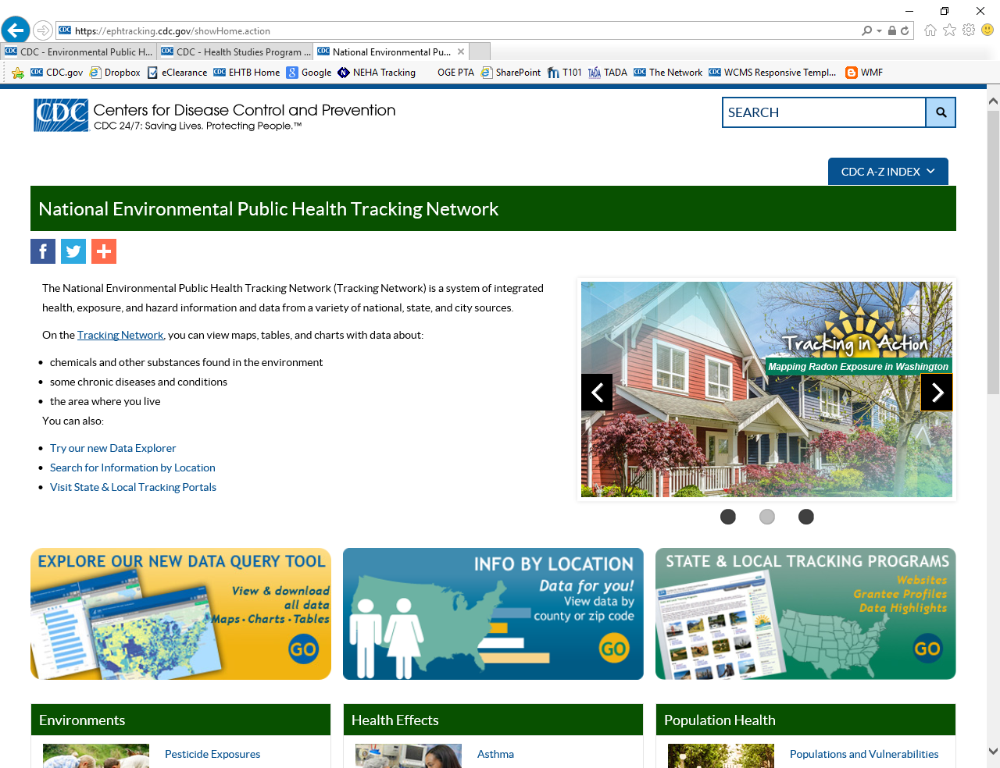 https://ephtracking.cdc.gov/showHome.action
CDC - Environmental Public H...
CDC - Health Studies Program ...
National Environmental Pu...
CDC.gov
Dropbox
eClearance
EHTB Home
Google
NEHA Tracking
OGE PTA
SharePoint
T101
TADA
The Network
WCMS Responsive Templ...
WMF
CDC
Centers for Disease Control and Prevention
CDC 24/7: Saving Lives. Protecting People.™
SEARCH
CDC A-Z INDEX
National Environmental Public Health Tracking Network
The National Environmental Public Health Tracking Network (Tracking Network) is a system of integrated
health, exposure, and hazard information and data from a variety of national, state, and city sources.
On the Tracking Network, you can view maps, tables, and charts with data about:
• chemicals and other substances found in the environment
• some chronic diseases and conditions
• the area where you live
You can also:
• Try our new Data Explorer
• Search for Information by Location
• Visit State & Local Tracking Portals
Tracking in Action
Mapping Radon Exposure in Washington
EXPLORE OUR NEW DATA QUERY TOOL
View & download
all data
Maps · Charts · Tables
GO
INFO BY LOCATION
Data for you!
View data by
county or zip code
GO
STATE & LOCAL TRACKING PROGRAMS
Websites
Grantee Profiles
Data Highlights
GO
Environments
Pesticide Exposures
Health Effects
Asthma
Population Health
Populations and Vulnerabilities